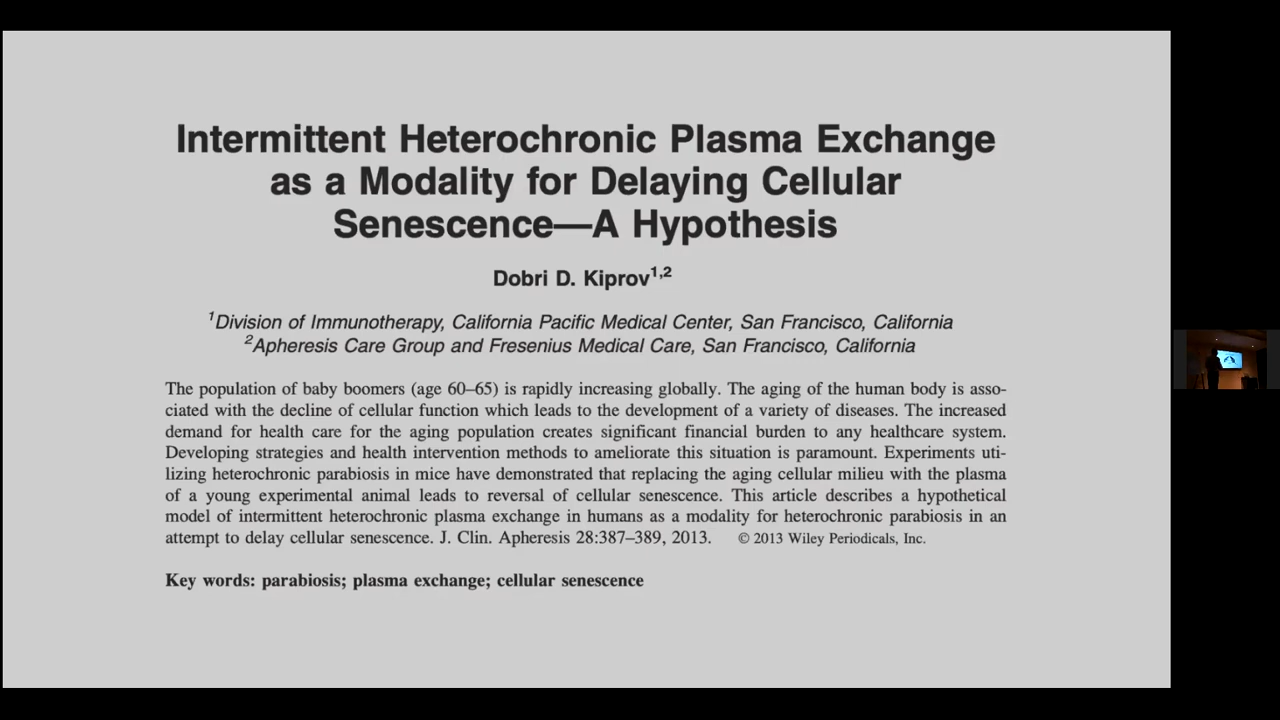 Intermittent Heterochronic Plasma Exchange
as a Modality for Delaying Cellular
Senescence—A Hypothesis
Dobri D. Kiprov1,2
1Division of Immunotherapy, California Pacific Medical Center, San Francisco, California
2Apheresis Care Group and Fresenius Medical Care, San Francisco, California
The population of baby boomers (age 60–65) is rapidly increasing globally. The aging of the human body is asso-
ciated with the decline of cellular function which leads to the development of a variety of diseases. The increased
demand for health care for the aging population creates significant financial burden to any healthcare system.
Developing strategies and health intervention methods to ameliorate this situation is paramount. Experiments uti-
lizing heterochronic parabiosis in mice have demonstrated that replacing the aging cellular milieu with the plasma
of a young experimental animal leads to reversal of cellular senescence. This article describes a hypothetical
model of intermittent heterochronic plasma exchange in humans as a modality for heterochronic parabiosis in an
attempt to delay cellular senescence. J. Clin. Apheresis 28:387–389, 2013. © 2013 Wiley Periodicals, Inc.
Key words: parabiosis; plasma exchange; cellular senescence